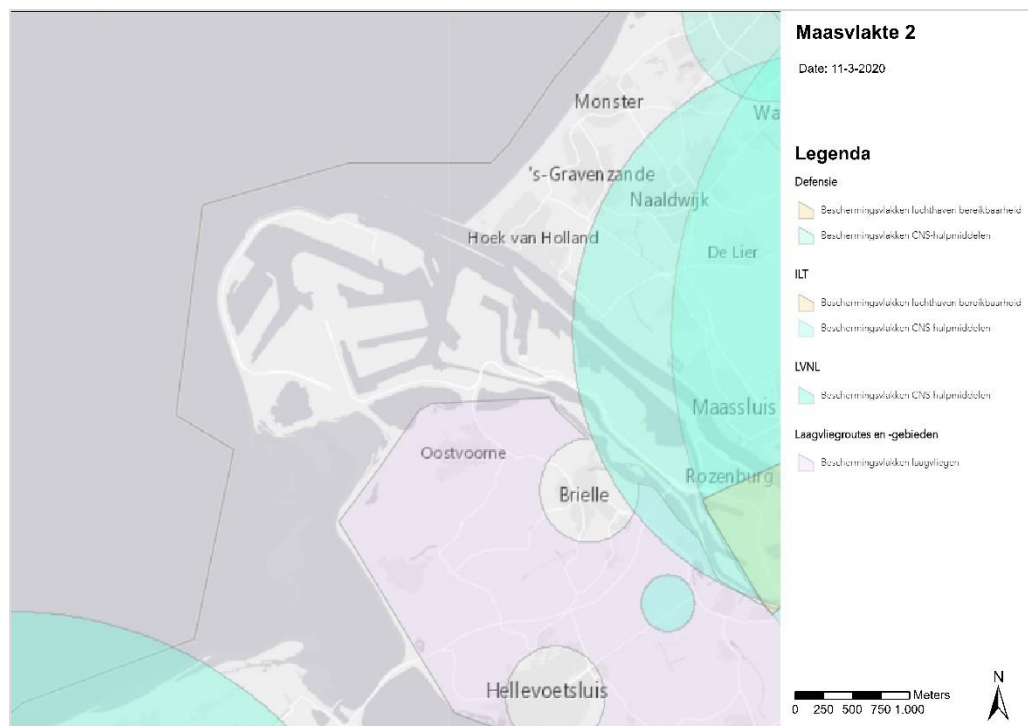 Maasvlakte 2
Date: 11-3-2020
Legenda
Defensie
Beschermingsvlakken luchthaven bereikbaarheid
Beschermingsvlakken CNS-hulpmiddelen
ILT
Beschermingsvlakken luchthaven bereikbaarheid
Beschermingsvlakken CNS hulpmiddelen
LVNL
Beschermingsvlakken CNS hulpmiddelen
Laagvliegroutes en -gebieden
Beschermingsvlakken laagvliegen
Meters
0 250 500 750 1.000
N
Monster
Wa
's-Gravenzande
Naaldwijk
Hoek van Holland
De Lier
Maassluis
Oostvoorne
Rozenburg
Brielle
Hellevoetsluis